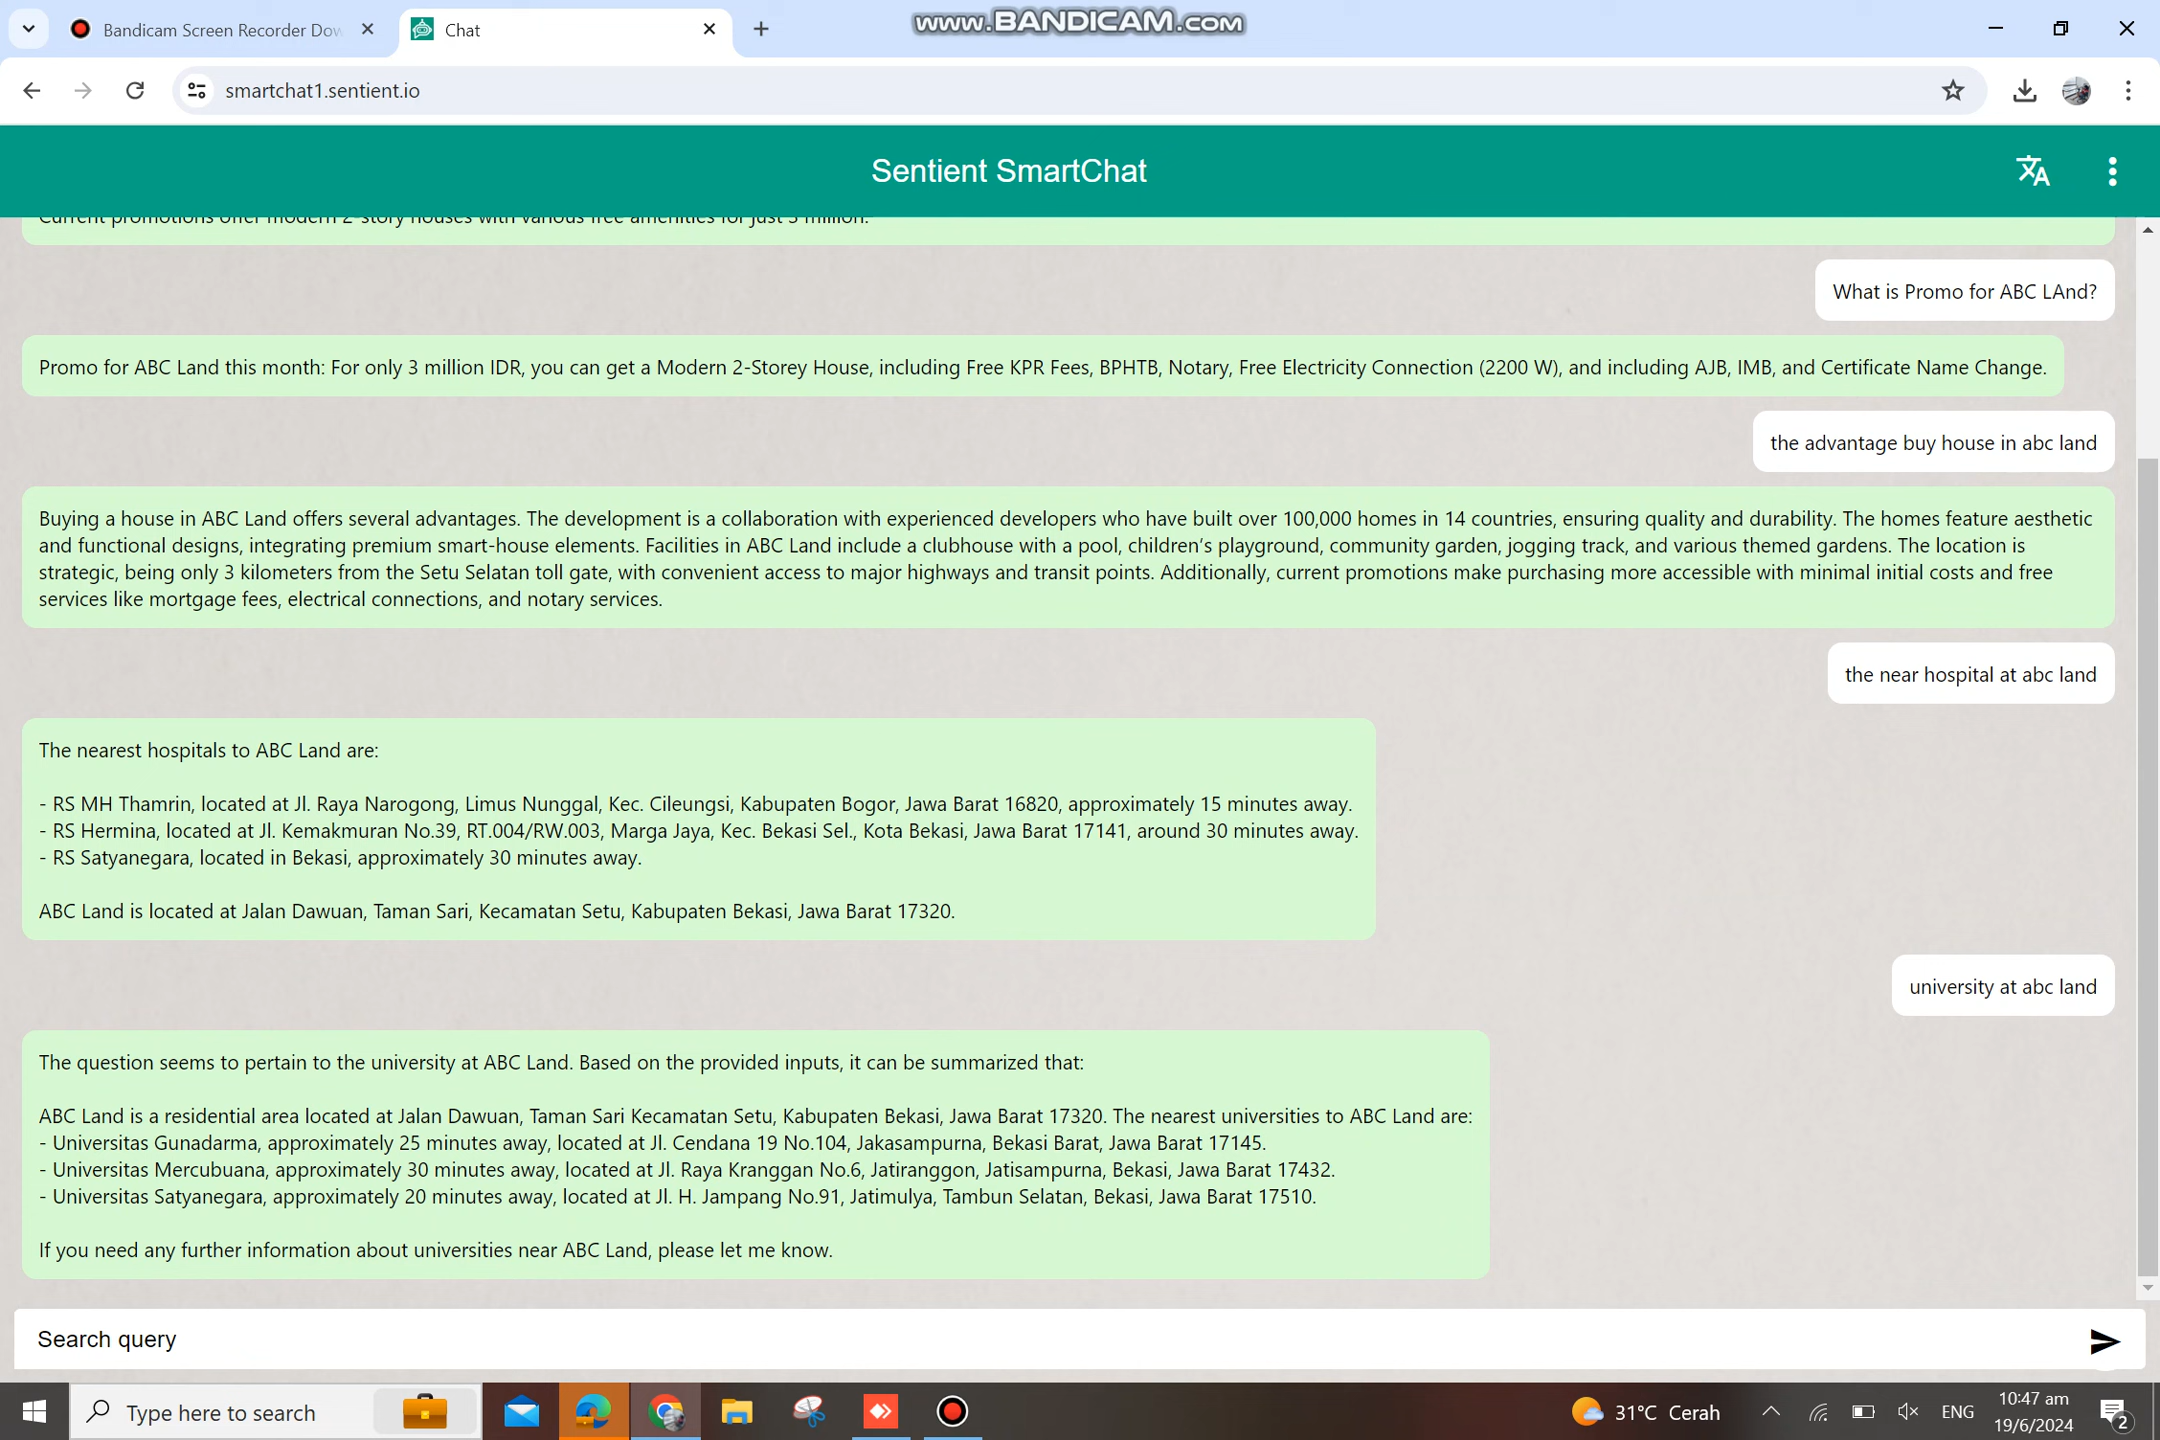 Bandicam Screen Recorder Dow
Chat
www.BANDICAM.com
smartchat1.sentient.io
Sentient SmartChat
Current promotions offer modern 2-story houses with various free amenities for just 3 million.
What is Promo for ABC LAnd?
Promo for ABC Land this month: For only 3 million IDR, you can get a Modern 2-Storey House, including Free KPR Fees, BPHTB, Notary, Free Electricity Connection (2200 W), and including AJB, IMB, and Certificate Name Change.
the advantage buy house in abc land
Buying a house in ABC Land offers several advantages. The development is a collaboration with experienced developers who have built over 100,000 homes in 14 countries, ensuring quality and durability. The homes feature aesthetic
and functional designs, integrating premium smart-house elements. Facilities in ABC Land include a clubhouse with a pool, children's playground, community garden, jogging track, and various themed gardens. The location is
strategic, being only 3 kilometers from the Setu Selatan toll gate, with convenient access to major highways and transit points. Additionally, current promotions make purchasing more accessible with minimal initial costs and free
services like mortgage fees, electrical connections, and notary services.
the near hospital at abc land
The nearest hospitals to ABC Land are:
- RS MH Thamrin, located at Jl. Raya Narogong, Limus Nunggal, Kec. Cileungsi, Kabupaten Bogor, Jawa Barat 16820, approximately 15 minutes away.
- RS Hermina, located at Jl. Kemakmuran No.39, RT.004/RW.003, Marga Jaya, Kec. Bekasi Sel., Kota Bekasi, Jawa Barat 17141, around 30 minutes away.
- RS Satyanegara, located in Bekasi, approximately 30 minutes away.
ABC Land is located at Jalan Dawuan, Taman Sari, Kecamatan Setu, Kabupaten Bekasi, Jawa Barat 17320.
university at abc land
The question seems to pertain to the university at ABC Land. Based on the provided inputs, it can be summarized that:
ABC Land is a residential area located at Jalan Dawuan, Taman Sari Kecamatan Setu, Kabupaten Bekasi, Jawa Barat 17320. The nearest universities to ABC Land are:
- Universitas Gunadarma, approximately 25 minutes away, located at Jl. Cendana 19 No.104, Jakasampurna, Bekasi Barat, Jawa Barat 17145.
- Universitas Mercubuana, approximately 30 minutes away, located at Jl. Raya Kranggan No.6, Jatiranggon, Jatisampurna, Bekasi, Jawa Barat 17432.
- Universitas Satyanegara, approximately 20 minutes away, located at Jl. H. Jampang No.91, Jatimulya, Tambun Selatan, Bekasi, Jawa Barat 17510.
If you need any further information about universities near ABC Land, please let me know.
Search query
Type here to search
31°C Cerah
ENG
10:47 am
19/6/2024
2